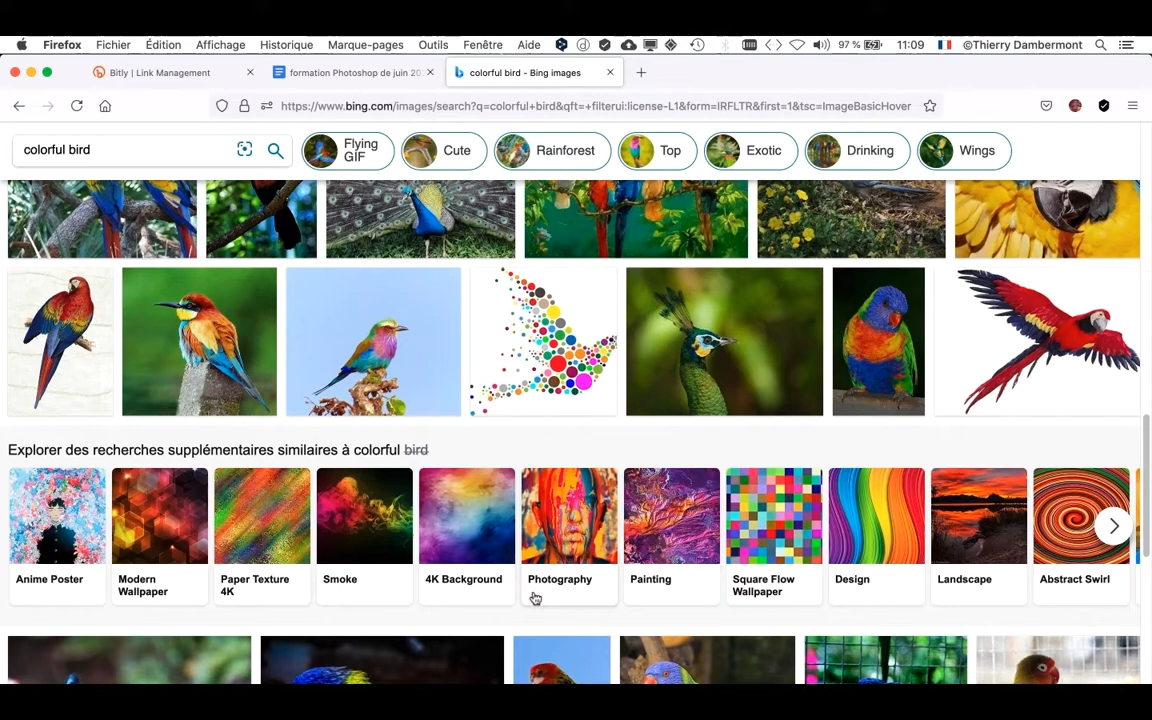 Firefox Fichier Édition Affichage Historique Marque-pages Outils Fenêtre Aide 97 % 11:09 ©Thierry Dambermont
Bitly | Link Management formation Photoshop de juin 20 colorful bird - Bing images
https://www.bing.com/images/search?q=colorful+bird&qft=+filterui:license-L1&form=IRFLTR&first=1&tsc=ImageBasicHover
colorful bird
Flying
GIF
Cute Rainforest Top Exotic Drinking Wings
Explorer des recherches supplémentaires similaires à colorful bird
Anime Poster
Modern
Wallpaper
Paper Texture
4K
Smoke
4K Background
Photography
Painting
Square Flow
Wallpaper
Design
Landscape
Abstract Swirl